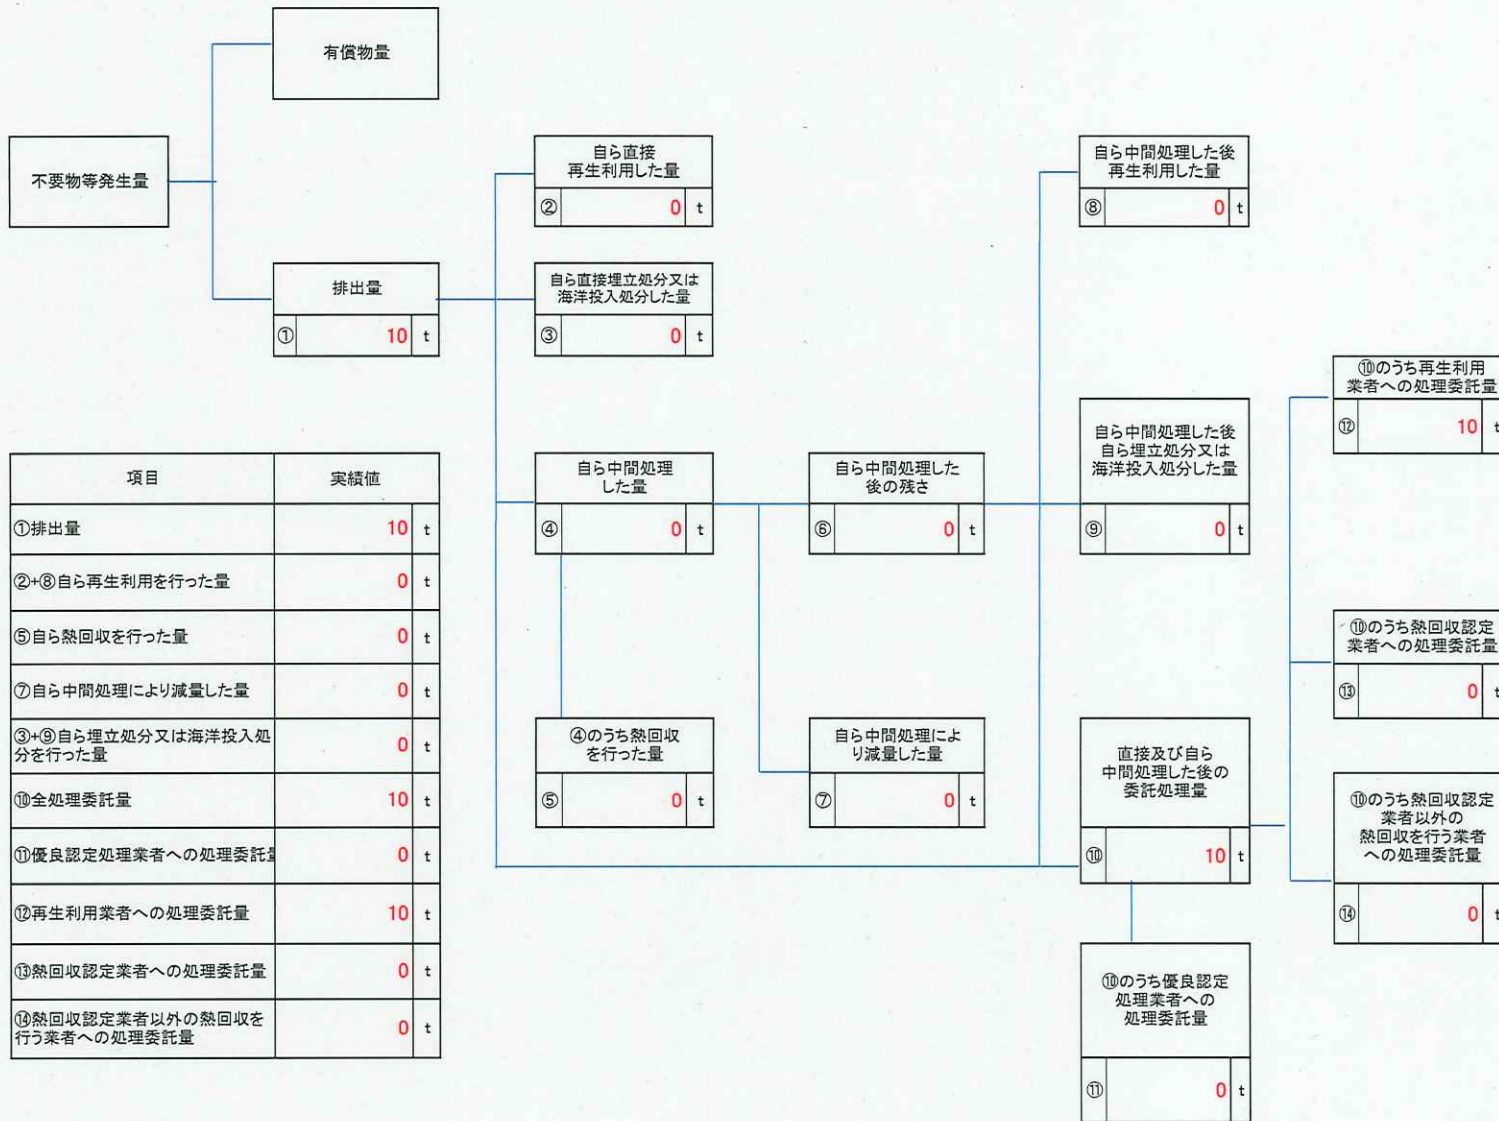 有償物量
不要物等発生量
排出量
① 10 t
自ら直接
再生利用した量
② 0 t
自ら直接埋立処分又は
海洋投入処分した量
③ 0 t
自ら中間処理
した量
④ 0 t
④のうち熱回収
を行った量
⑤ 0 t
自ら中間処理した
後の残さ
⑥ 0 t
自ら中間処理によ
り減量した量
⑦ 0 t
自ら中間処理した後
再生利用した量
⑧ 0 t
自ら中間処理した後
自ら埋立処分又は
海洋投入処分した量
⑨ 0 t
直接及び自ら
中間処理した後の
委託処理量
⑩ 10 t
⑩のうち優良認定
処理業者への
処理委託量
⑪ 0 t
⑩のうち再生利用
業者への処理委託量
⑫ 10 t
⑩のうち熱回収認定
業者への処理委託量
⑬ 0 t
⑩のうち熱回収認定
業者以外の
熱回収を行う業者
への処理委託量
⑭ 0 t
項目 実績値
①排出量 10 t
②+⑧自ら再生利用を行った量 0 t
⑤自ら熱回収を行った量 0 t
⑦自ら中間処理により減量した量 0 t
③+⑨自ら埋立処分又は海洋投入処
分を行った量 0 t
⑩全処理委託量 10 t
⑪優良認定処理業者への処理委託量 0 t
⑫再生利用業者への処理委託量 10 t
⑬熱回収認定業者への処理委託量 0 t
⑭熱回収認定業者以外の熱回収を
行う業者への処理委託量 0 t